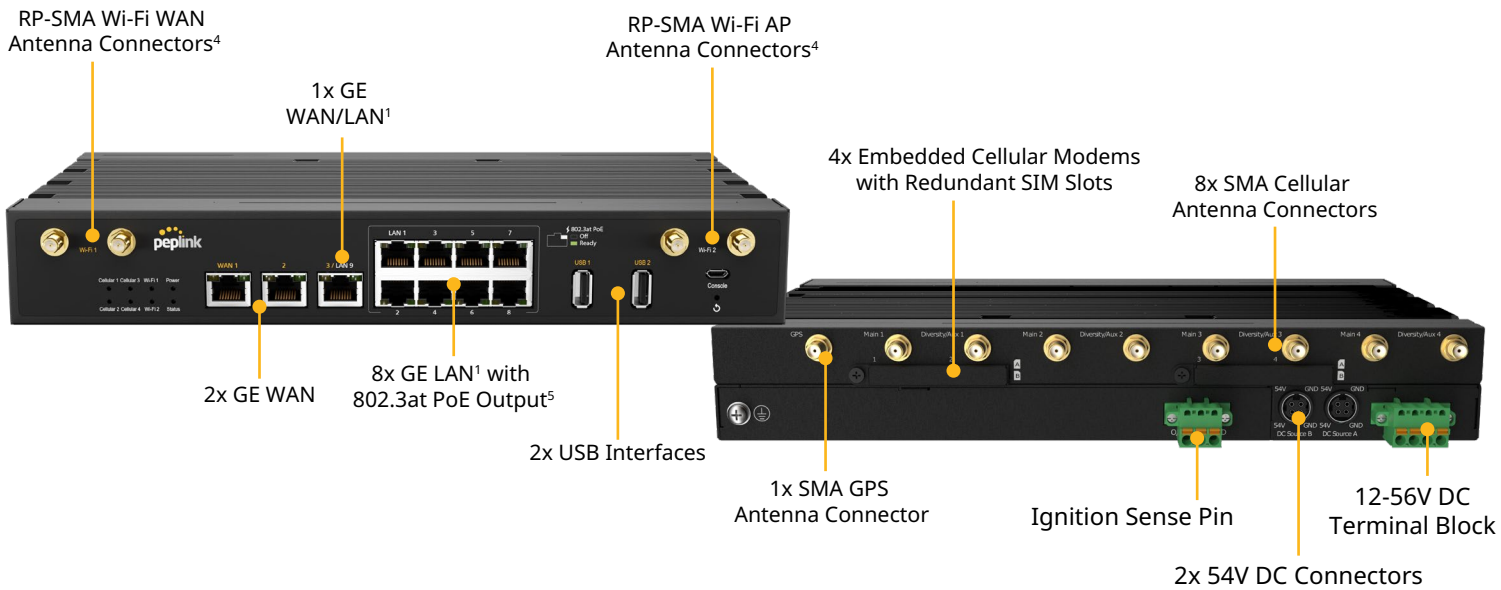 RP-SMA Wi-Fi WAN
Antenna Connectors⁴
RP-SMA Wi-Fi AP
Antenna Connectors⁴
1x GE
WAN/LAN¹
4x Embedded Cellular Modems
with Redundant SIM Slots
8x SMA Cellular
Antenna Connectors
Wi-Fi 1
peplink
LAN 1 3 5 7
802.3at PoE
Off
Ready
Wi-Fi 2
WAN 1 2 3 / LAN 9
USB 1 USB 2
Cellular 1 Cellular 3 Wi-Fi 1 Power
Console
Cellular 2 Cellular 4 Wi-Fi 2 Status
2 4 6 8
GPS Main 1 Diversity/Aux 1 Main 2 Diversity/Aux 2 Main 3 Diversity/Aux 3 Main 4 Diversity/Aux 4
1 3 4
A A
B B
54V GND 54V GND
54V GND 54V GND
DC Source B DC Source A
2x GE WAN
8x GE LAN¹ with
802.3at PoE Output⁵
2x USB Interfaces
1x SMA GPS
Antenna Connector
Ignition Sense Pin
12-56V DC
Terminal Block
2x 54V DC Connectors